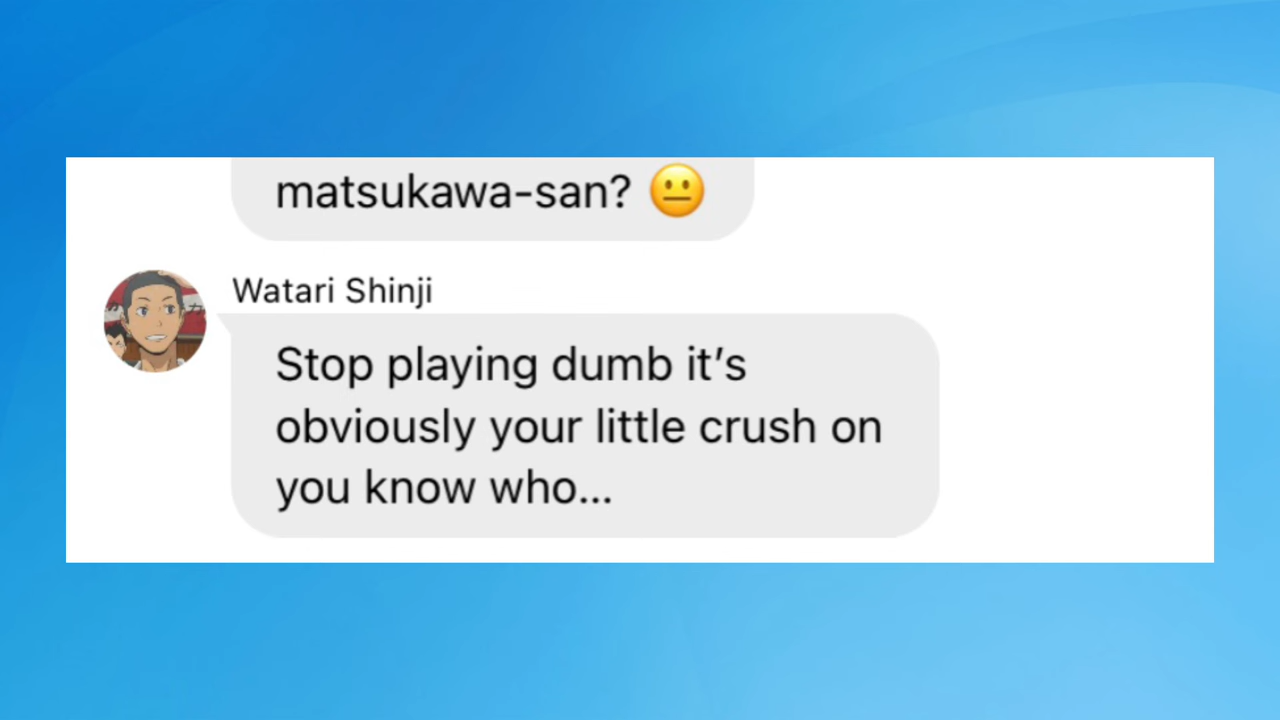 matsukawa-san? 😐
Watari Shinji
Stop playing dumb it’s
obviously your little crush on
you know who...